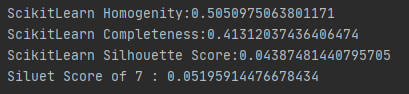 ScikitLearn Homogenity:0.5050975063801171
ScikitLearn Completeness:0.41312037436406474
ScikitLearn Silhouette Score:0.04387481440795705
Siluet Score of 7 : 0.05195914476678434